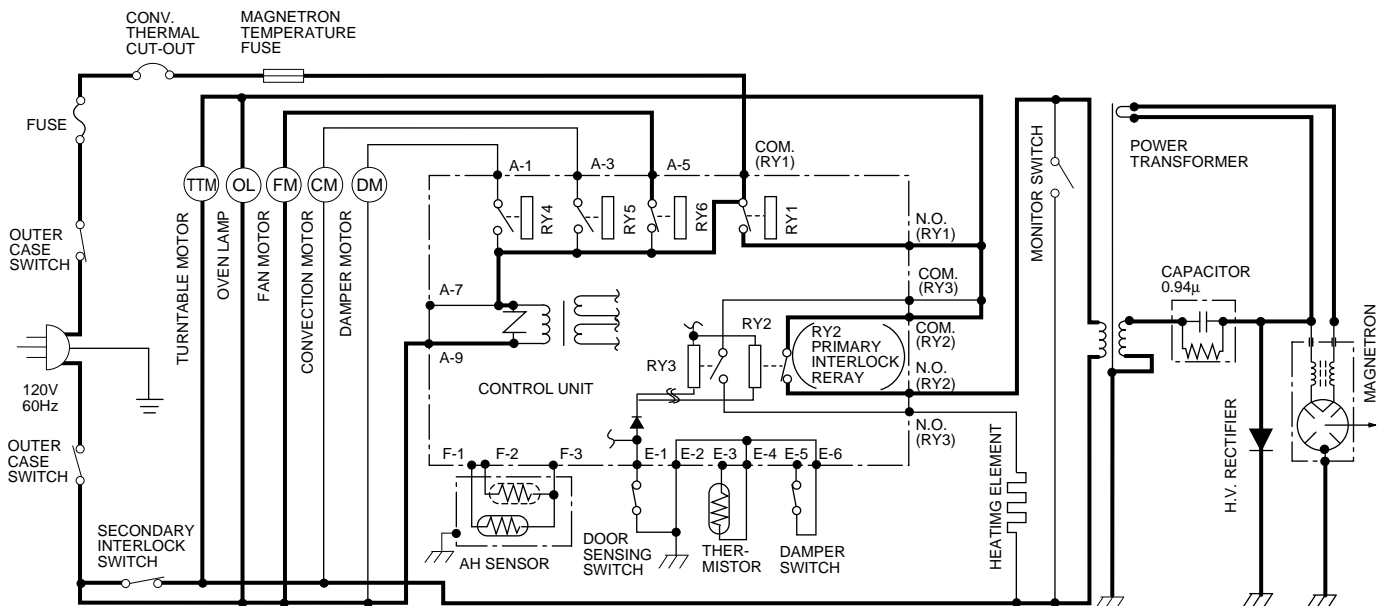 CONV.
THERMAL
CUT-OUT
MAGNETRON
TEMPERATURE
FUSE
FUSE
OUTER
CASE
SWITCH
120V
60Hz
OUTER
CASE
SWITCH
SECONDARY
INTERLOCK
SWITCH
TTM
OL
FM
CM
DM
TURNTABLE MOTOR
OVEN LAMP
FAN MOTOR
CONVECTION MOTOR
DAMPER MOTOR
A-1
A-3
A-5
COM.
(RY1)
RY4
RY5
RY6
RY1
N.O.
(RY1)
COM.
(RY3)
COM.
(RY2)
N.O.
(RY2)
N.O.
(RY3)
A-7
A-9
CONTROL UNIT
RY3
RY2
RY2
PRIMARY
INTERLOCK
RERAY
F-1
F-2
F-3
E-1
E-2
E-3
E-4
E-5
E-6
AH SENSOR
DOOR
SENSING
SWITCH
THER-
MISTOR
DAMPER
SWITCH
HEATIMG ELEMENT
MONITOR SWITCH
POWER
TRANSFORMER
CAPACITOR
0.94µ
H.V. RECTIFIER
MAGNETRON